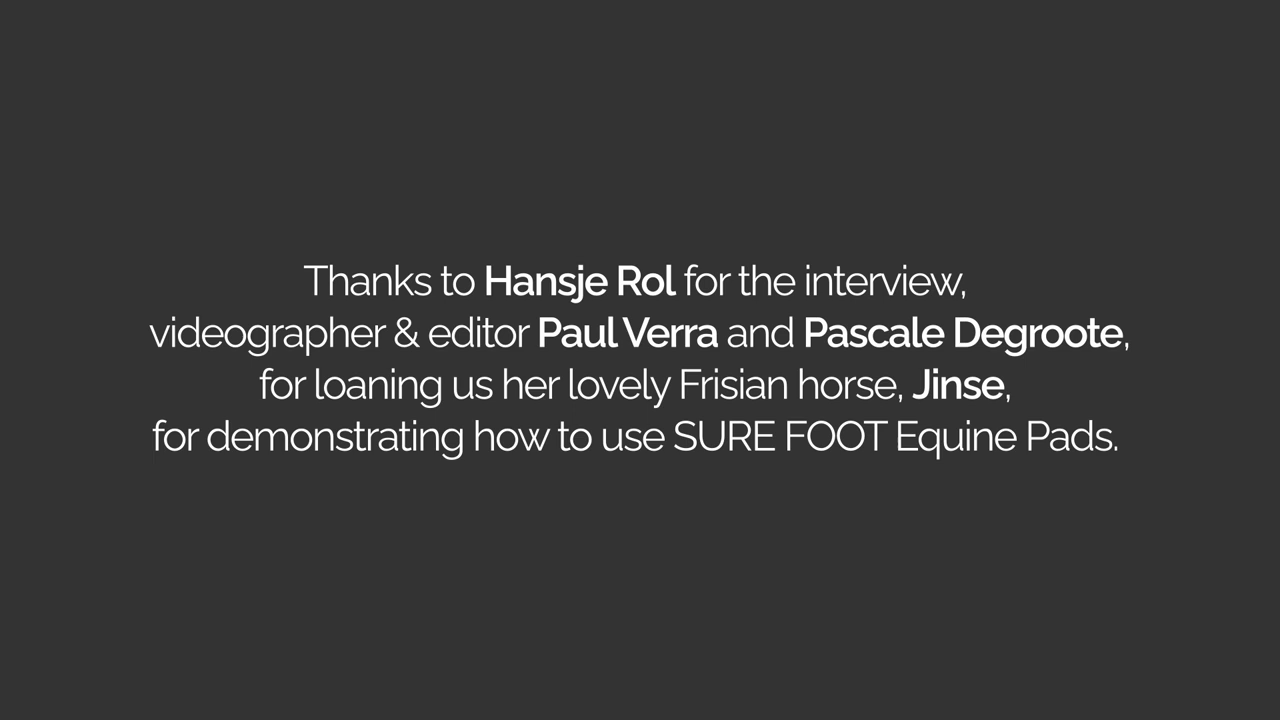 Thanks to Hansje Rol for the interview,
videographer & editor Paul Verra and Pascale Degroote,
for loaning us her lovely Frisian horse, Jinse,
for demonstrating how to use SURE FOOT Equine Pads.